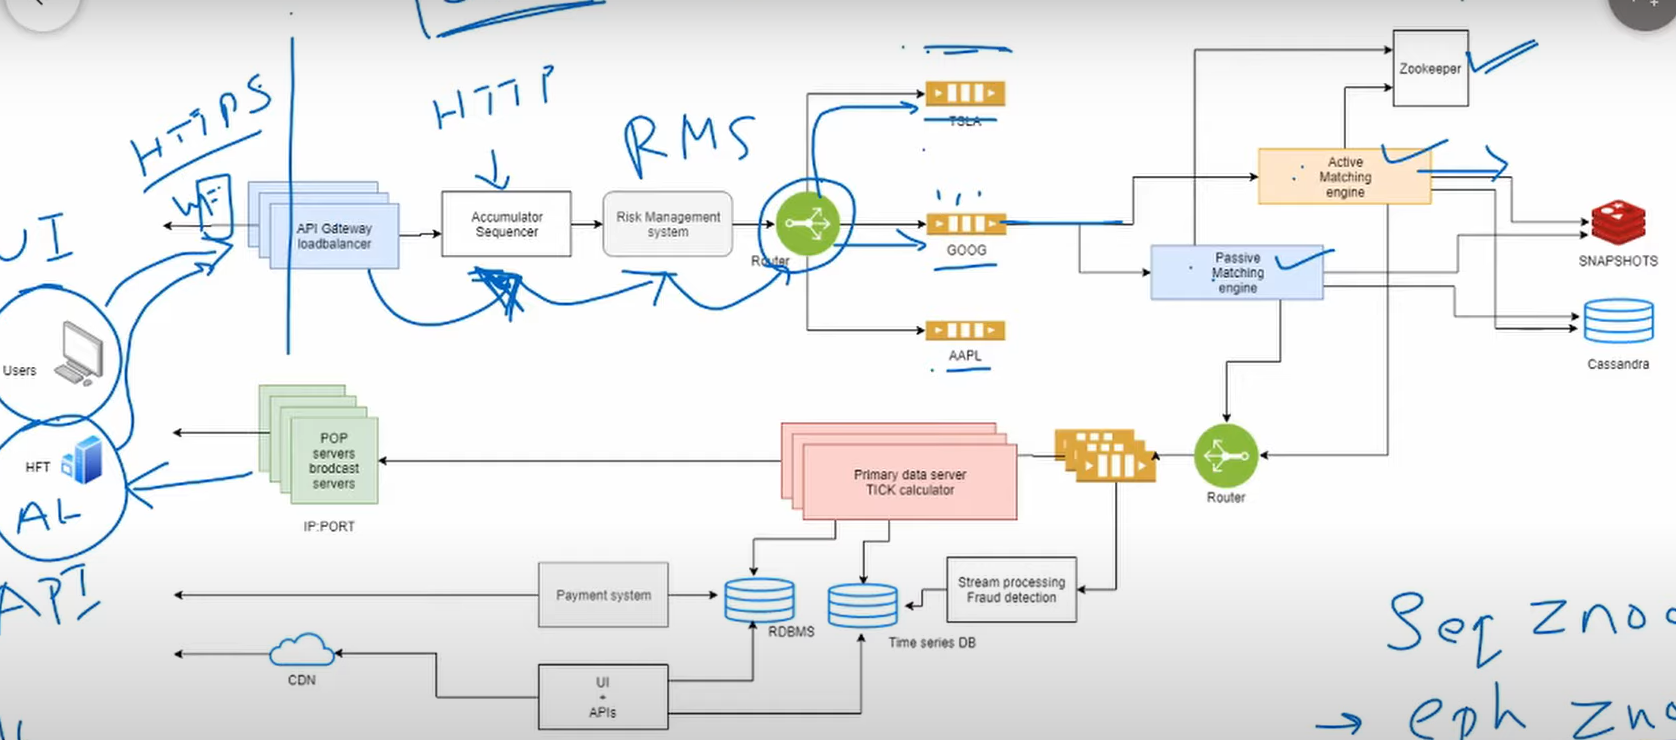 HTTPS
HTTP
RMS
UI
WF
API Gateway
loadbalancer
Accumulator
Sequencer
Risk Management
system
Router
TSLA
GOOG
AAPL
Zookeeper
Active
Matching
engine
Passive
Matching
engine
SNAPSHOTS
Cassandra
Users
HFT
AL
API
POP
servers
brodcast
servers
IP:PORT
Primary data server
TICK calculator
Router
Payment system
RDBMS
Stream processing
Fraud detection
Time series DB
CDN
UI
+
APIs
Seq Zno
→ eph Zno